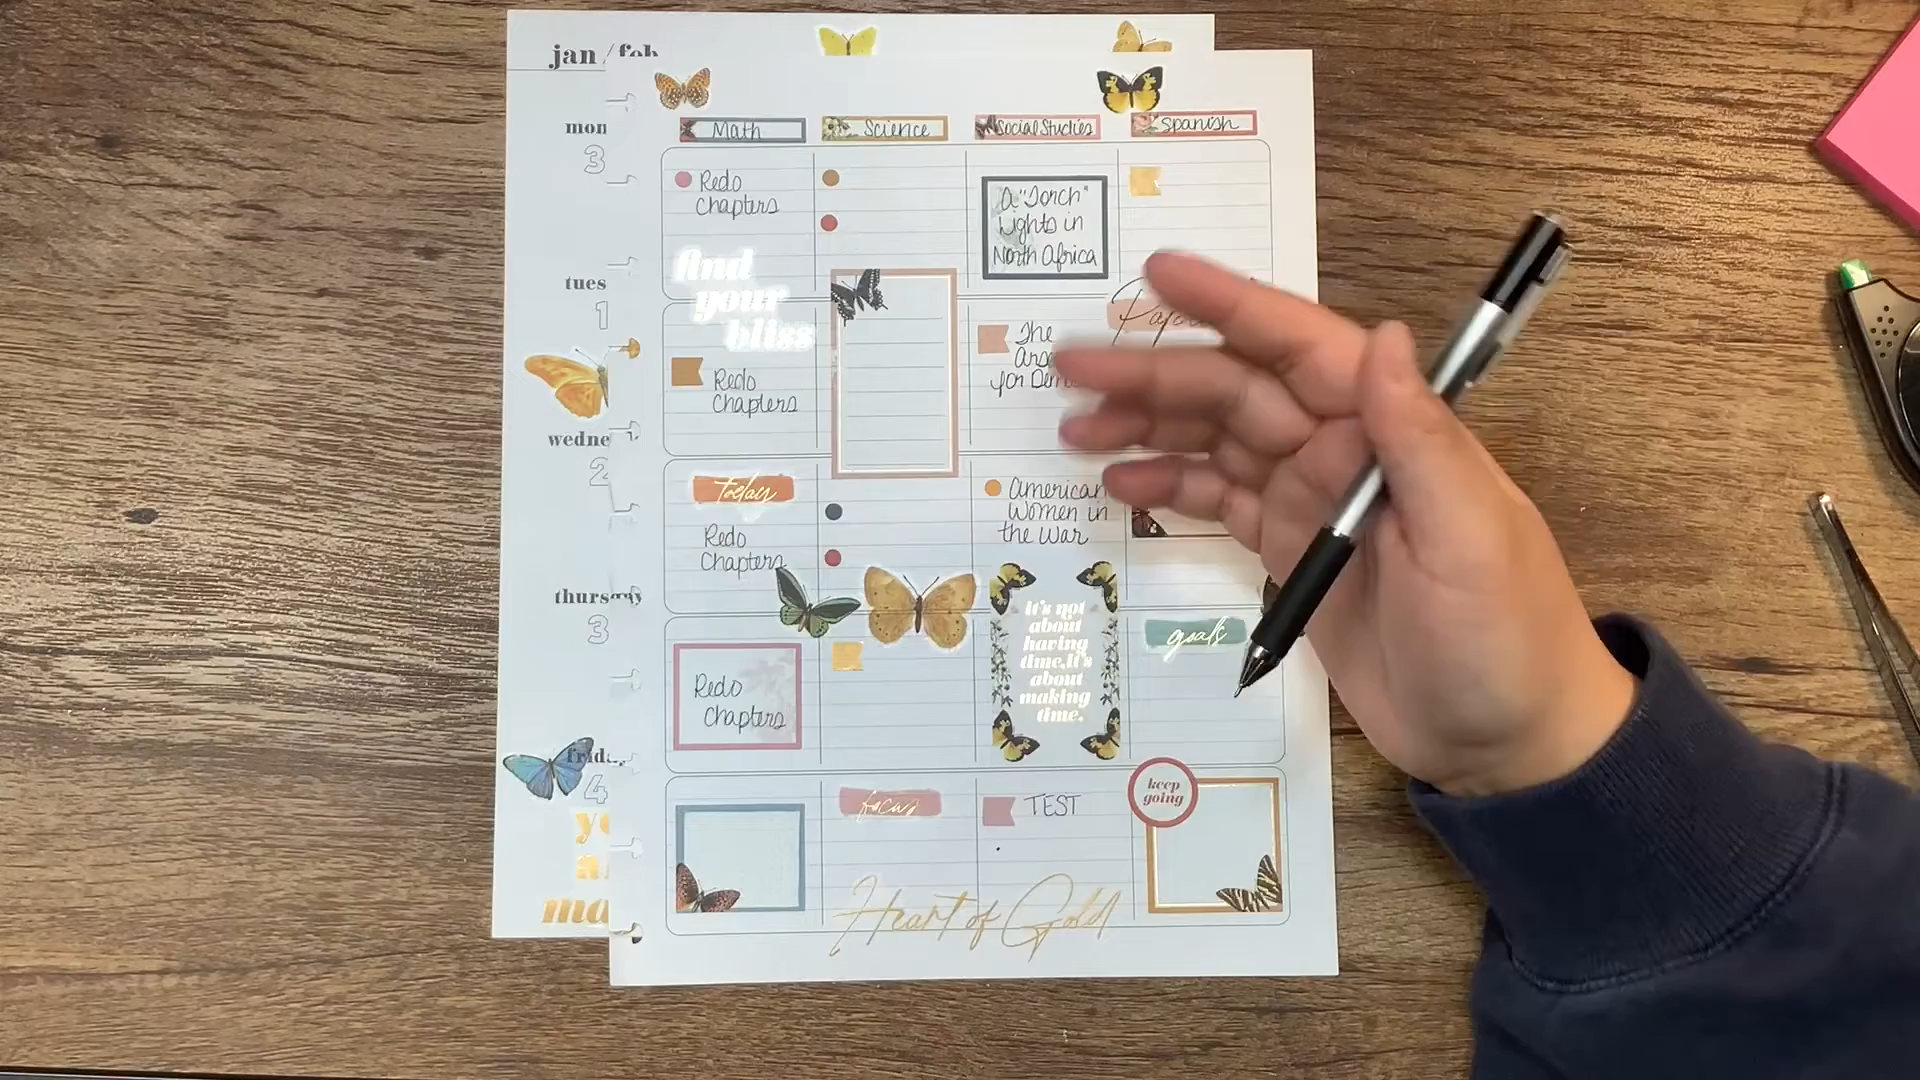 jan / feb
Math
Science
Social Studies
Spanish
mon
3
Redo
Chapters
A "Torch"
Lights in
North Africa
find
your
bliss
tues
1
The
for
Redo
Chapters
wedne
2
today
American
Women in
the War
Redo
Chapters
thursday
3
it's not
about
having
time, it's
about
making
time.
goals
Redo
Chapters
frida
4
keep
going
focus
TEST
Heart of Gold